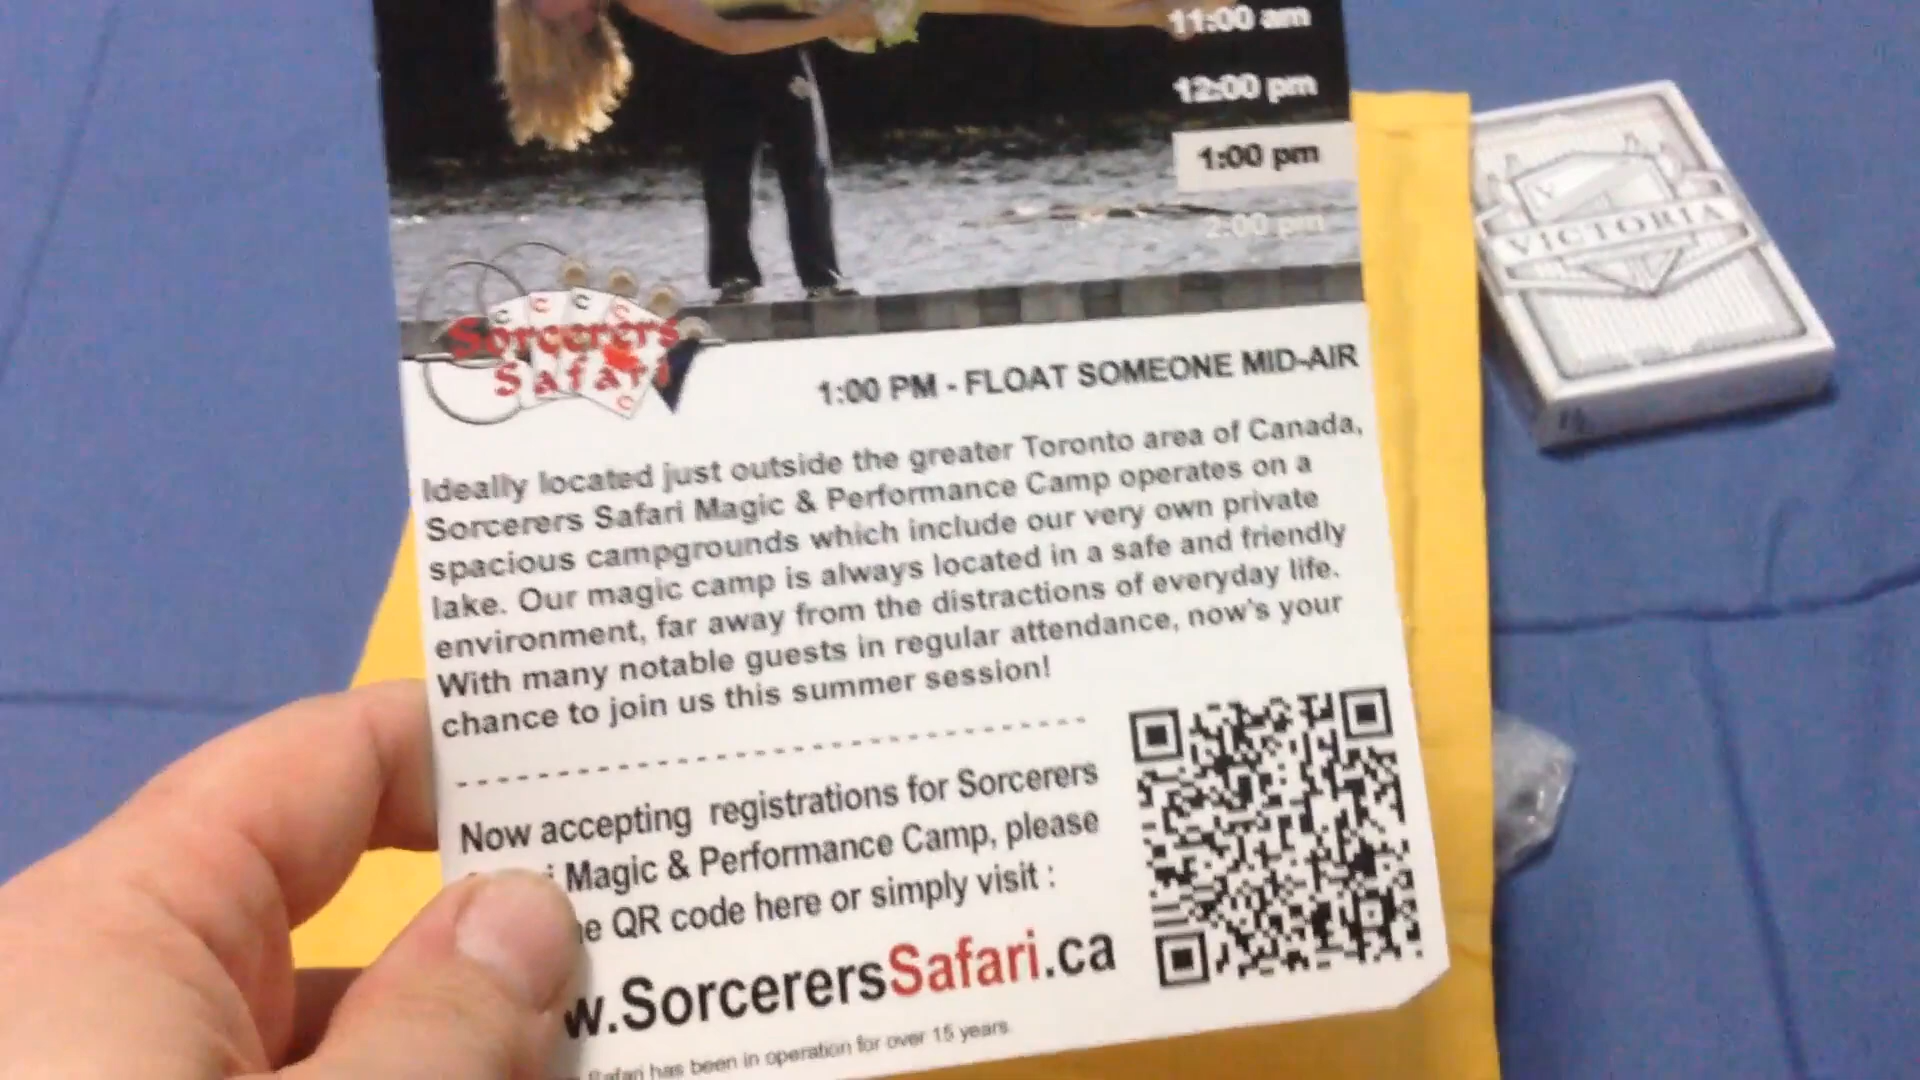 11:00 am
12:00 pm
1:00 pm
2:00 pm
VICTORIA
Sorcerers
Safari
1:00 PM - FLOAT SOMEONE MID-AIR
Ideally located just outside the greater Toronto area of Canada,
Sorcerers Safari Magic & Performance Camp operates on a
spacious campgrounds which include our very own private
lake. Our magic camp is always located in a safe and friendly
environment, far away from the distractions of everyday life.
With many notable guests in regular attendance, now's your
chance to join us this summer session!
Now accepting registrations for Sorcerers
Magic & Performance Camp, please
QR code here or simply visit :
w.SorcerersSafari.ca
Safari has been in operation for over 15 years.